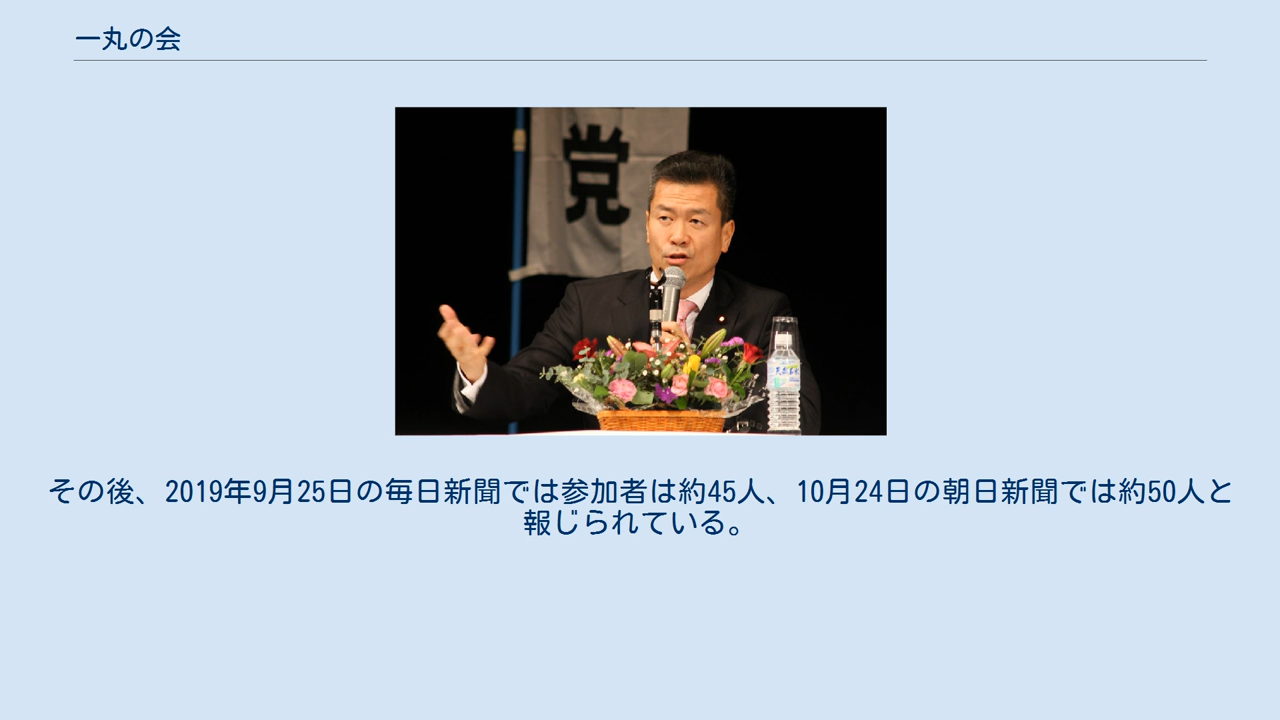 一丸の会
党
その後、2019年9月25日の毎日新聞では参加者は約45人、10月24日の朝日新聞では約50人と
報じられている。